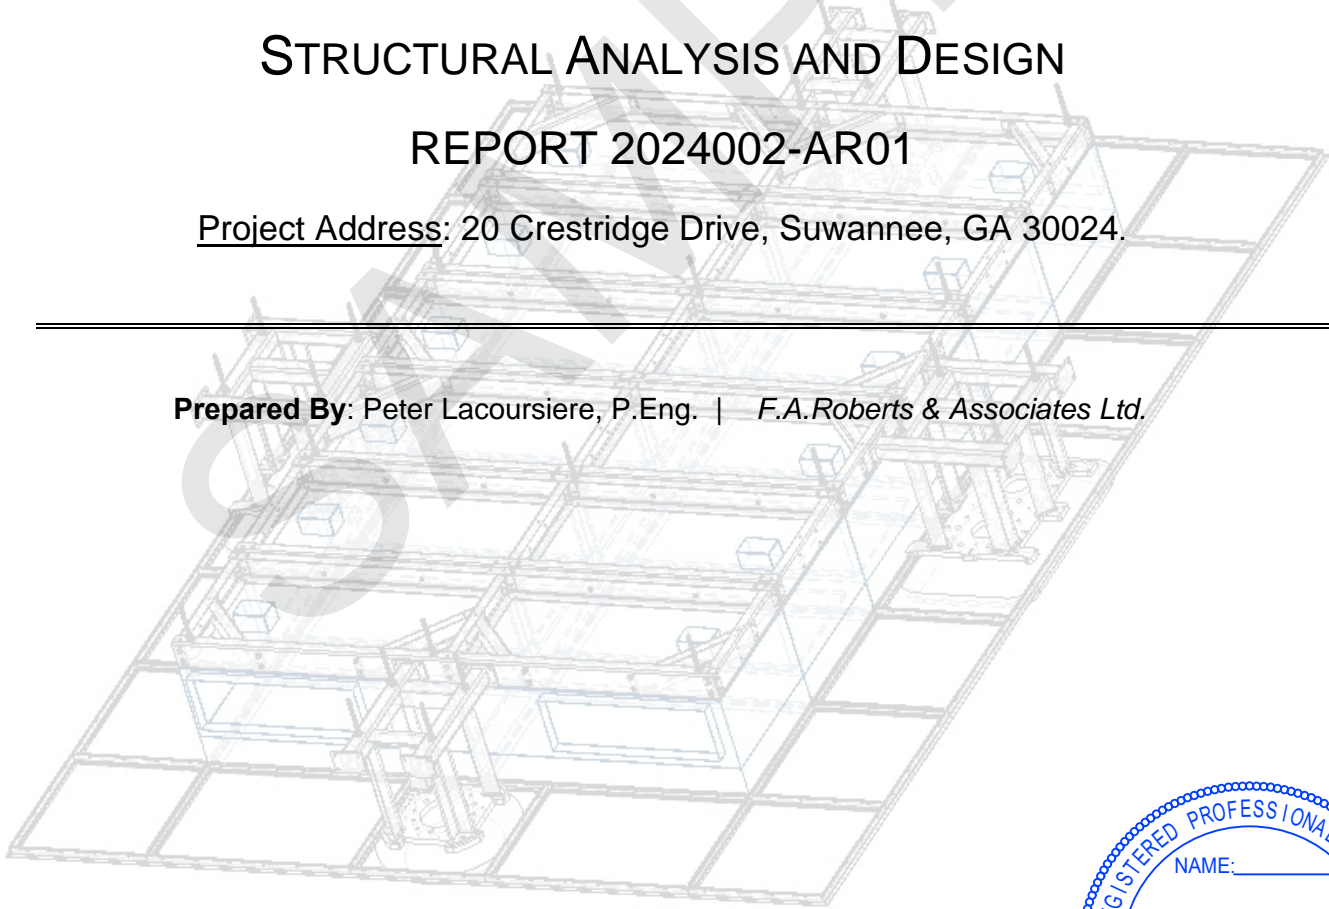 STRUCTURAL ANALYSIS AND DESIGN
REPORT 2024002-AR01
Project Address: 20 Crestridge Drive, Suwannee, GA 30024.
Prepared By: Peter Lacoursiere, P.Eng. | F.A.Roberts & Associates Ltd.
PROFESSIONAL
NAME: